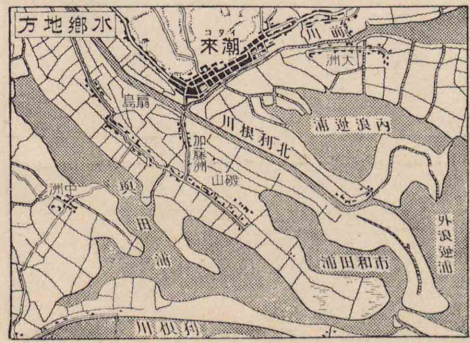 水鄉地方
イタコ
潮來
前川
大洲
内浪逆浦
扇島
北利根川
加藤洲
磯山
中洲
與田浦
外浪逆浦
市和田浦
利根川